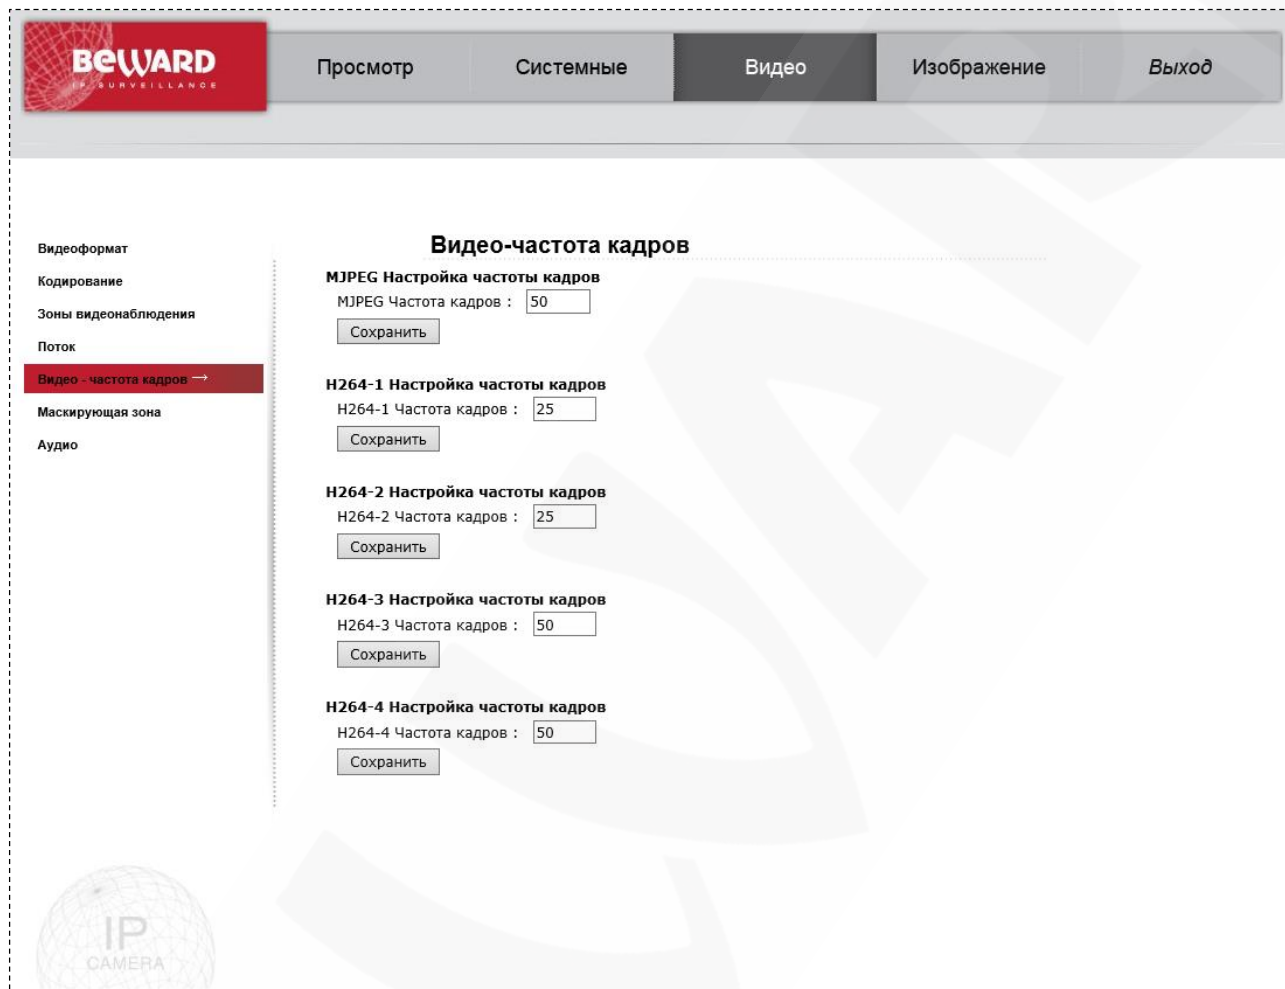 BEWARD
IP SURVEILLANCE
Просмотр Системные Видео Изображение Выход
Видео-частота кадров
Видеоформат
Кодирование
Зоны видеонаблюдения
Поток
Видео - частота кадров →
Маскирующая зона
Аудио
MJPEG Настройка частоты кадров
MJPEG Частота кадров : 50
Сохранить
H264-1 Настройка частоты кадров
H264-1 Частота кадров : 25
Сохранить
H264-2 Настройка частоты кадров
H264-2 Частота кадров : 25
Сохранить
H264-3 Настройка частоты кадров
H264-3 Частота кадров : 50
Сохранить
H264-4 Настройка частоты кадров
H264-4 Частота кадров : 50
Сохранить
IP
CAMERA